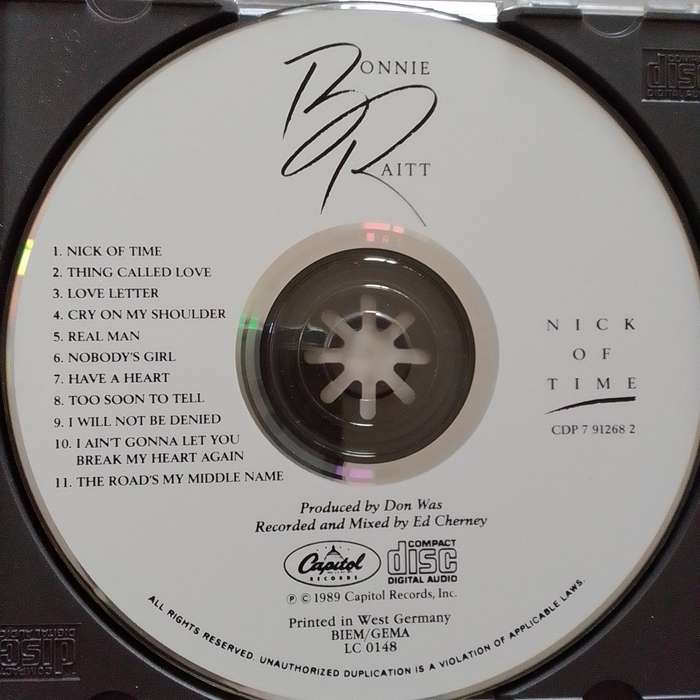 BONNIE
RAITT
1. NICK OF TIME
2. THING CALLED LOVE
3. LOVE LETTER
4. CRY ON MY SHOULDER
5. REAL MAN
6. NOBODY'S GIRL
7. HAVE A HEART
8. TOO SOON TO TELL
9. I WILL NOT BE DENIED
10. I AIN'T GONNA LET YOU
BREAK MY HEART AGAIN
11. THE ROAD'S MY MIDDLE NAME
NICK
OF
TIME
CDP 7 91268 2
Produced by Don Was
Recorded and Mixed by Ed Cherney
Capitol
RECORDS
COMPACT
disc
DIGITAL AUDIO
℗ © 1989 Capitol Records, Inc.
Printed in West Germany
BIEM/GEMA
LC 0148
ALL RIGHTS RESERVED. UNAUTHORIZED DUPLICATION IS A VIOLATION OF APPLICABLE LAWS.